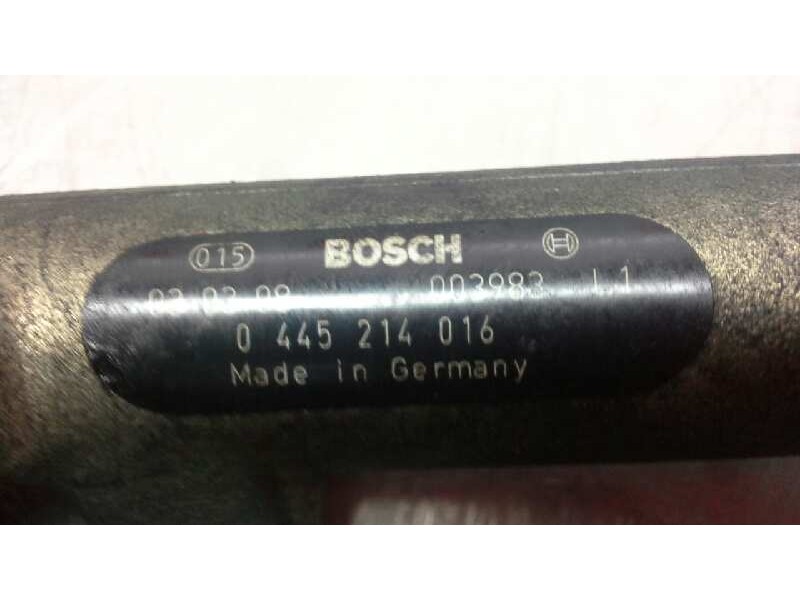 015 BOSCH
003983 L1
0 445 214 016
Made in Germany